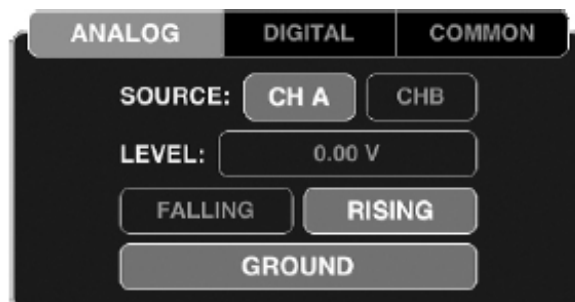 ANALOG DIGITAL COMMON
SOURCE: CH A CHB
LEVEL: 0.00 V
FALLING RISING
GROUND